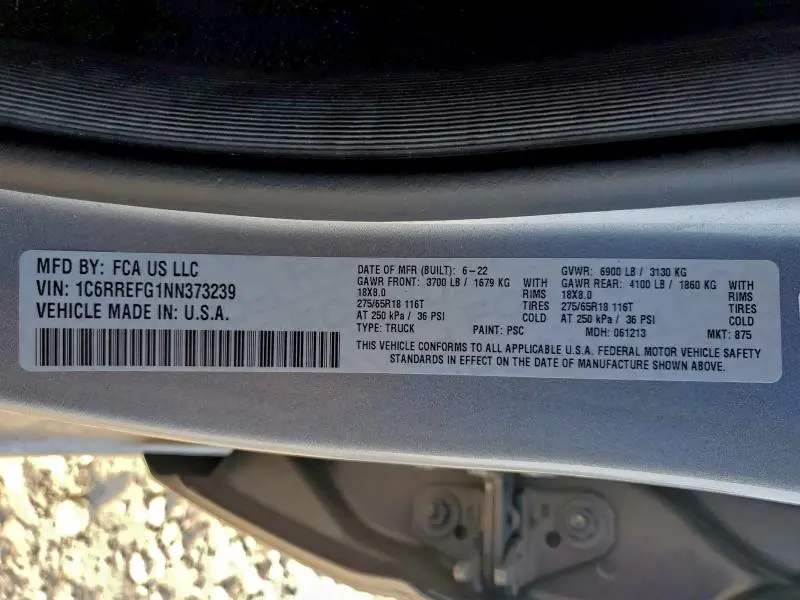 MFD BY: FCA US LLC
VIN: 1C6RREFG1NN373239
VEHICLE MADE IN: U.S.A.
DATE OF MFR (BUILT): 6-22
GAWR FRONT: 3700 LB / 1679 KG WITH
18X8.0 RIMS
275/65R18 116T TIRES
AT 250 kPa / 36 PSI COLD
TYPE: TRUCK PAINT: PSC
GVWR: 6900 LB / 3130 KG
GAWR REAR: 4100 LB / 1860 KG WITH
18X8.0 RIMS
275/65R18 116T TIRES
AT 250 kPa / 36 PSI COLD
MDH: 061213 MKT: 875
THIS VEHICLE CONFORMS TO ALL APPLICABLE U.S.A. FEDERAL MOTOR VEHICLE SAFETY
STANDARDS IN EFFECT ON THE DATE OF MANUFACTURE SHOWN ABOVE.